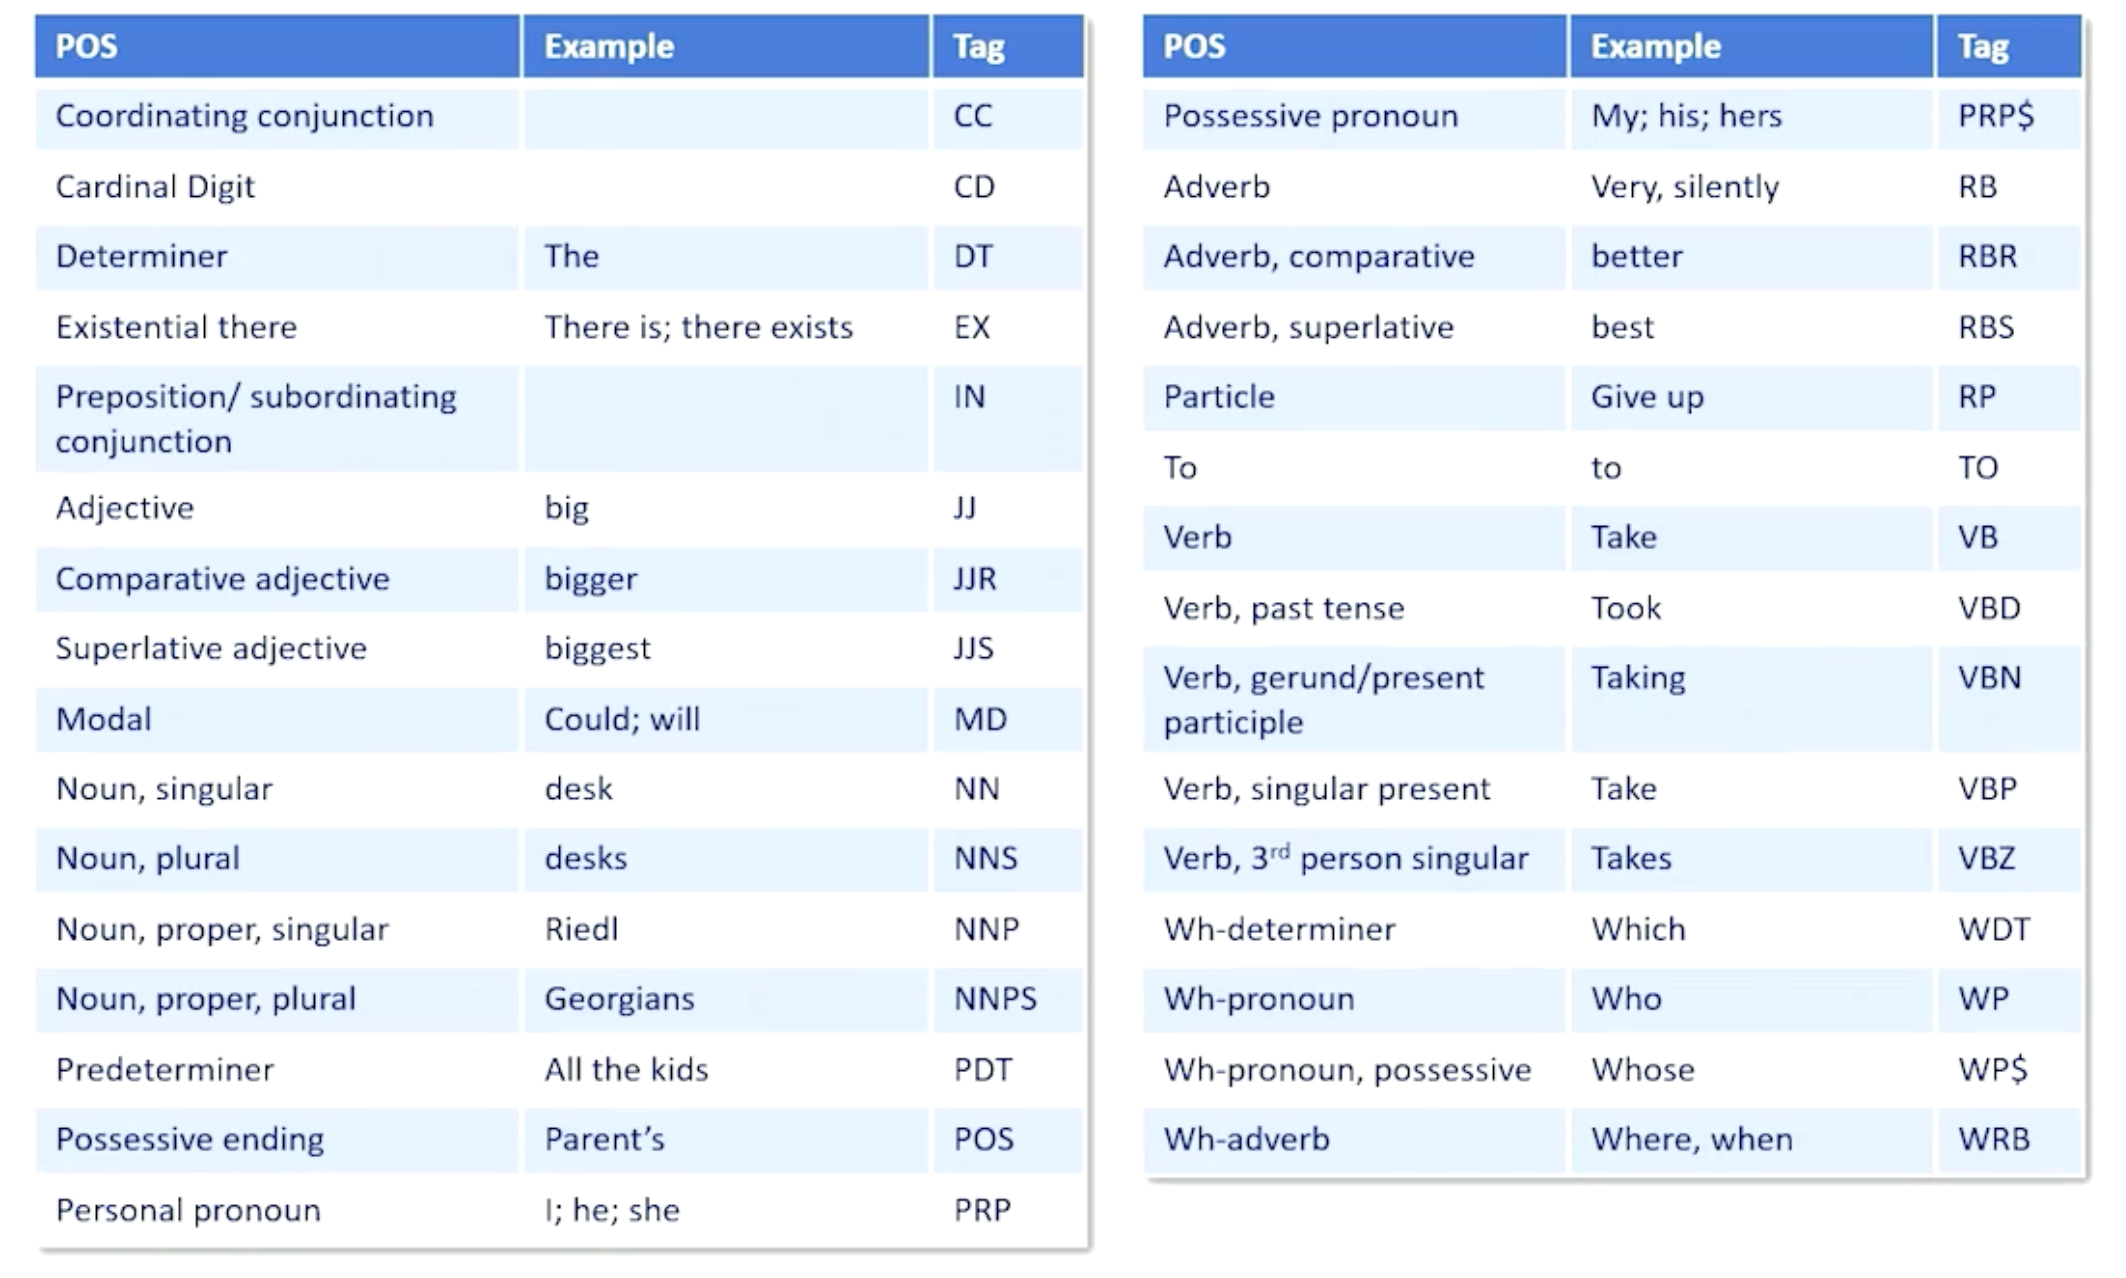 POS Example Tag
Coordinating conjunction CC
Cardinal Digit CD
Determiner The DT
Existential there There is; there exists EX
Preposition/ subordinating IN
conjunction
Adjective big JJ
Comparative adjective bigger JJR
Superlative adjective biggest JJS
Modal Could; will MD
Noun, singular desk NN
Noun, plural desks NNS
Noun, proper, singular Riedl NNP
Noun, proper, plural Georgians NNPS
Predeterminer All the kids PDT
Possessive ending Parent’s POS
Personal pronoun I; he; she PRP
POS Example Tag
Possessive pronoun My; his; hers PRP$
Adverb Very, silently RB
Adverb, comparative better RBR
Adverb, superlative best RBS
Particle Give up RP
To to TO
Verb Take VB
Verb, past tense Took VBD
Verb, gerund/present Taking VBN
participle
Verb, singular present Take VBP
Verb, 3rd person singular Takes VBZ
Wh-determiner Which WDT
Wh-pronoun Who WP
Wh-pronoun, possessive Whose WP$
Wh-adverb Where, when WRB